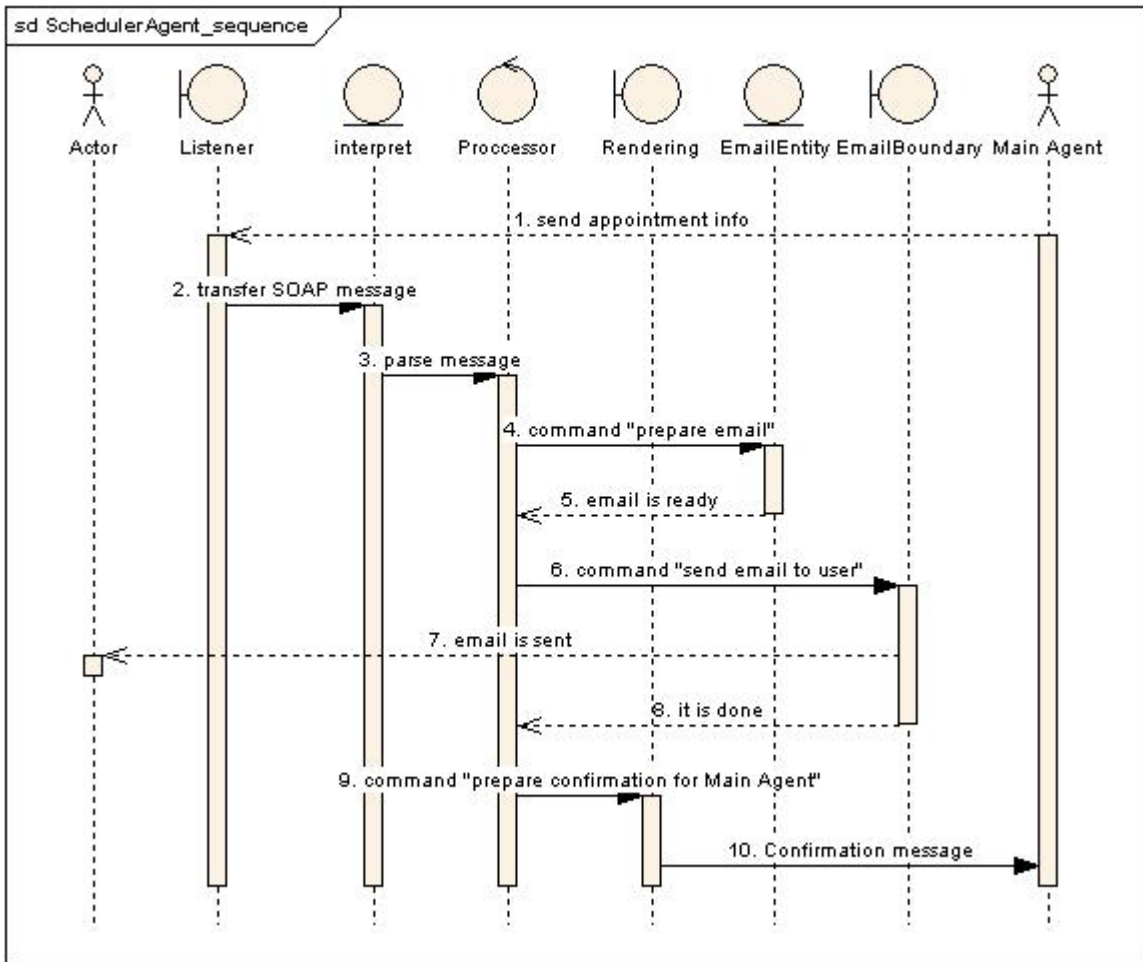 sd SchedulerAgent_sequence
Actor
Listener
interpret
Proccessor
Rendering
EmailEntity
EmailBoundary
Main Agent
1. send appointment info
2. transfer SOAP message
3. parse message
4. command "prepare email"
5. email is ready
6. command "send email to user"
7. email is sent
8. it is done
9. command "prepare confirmation for Main Agent"
10. Confirmation message